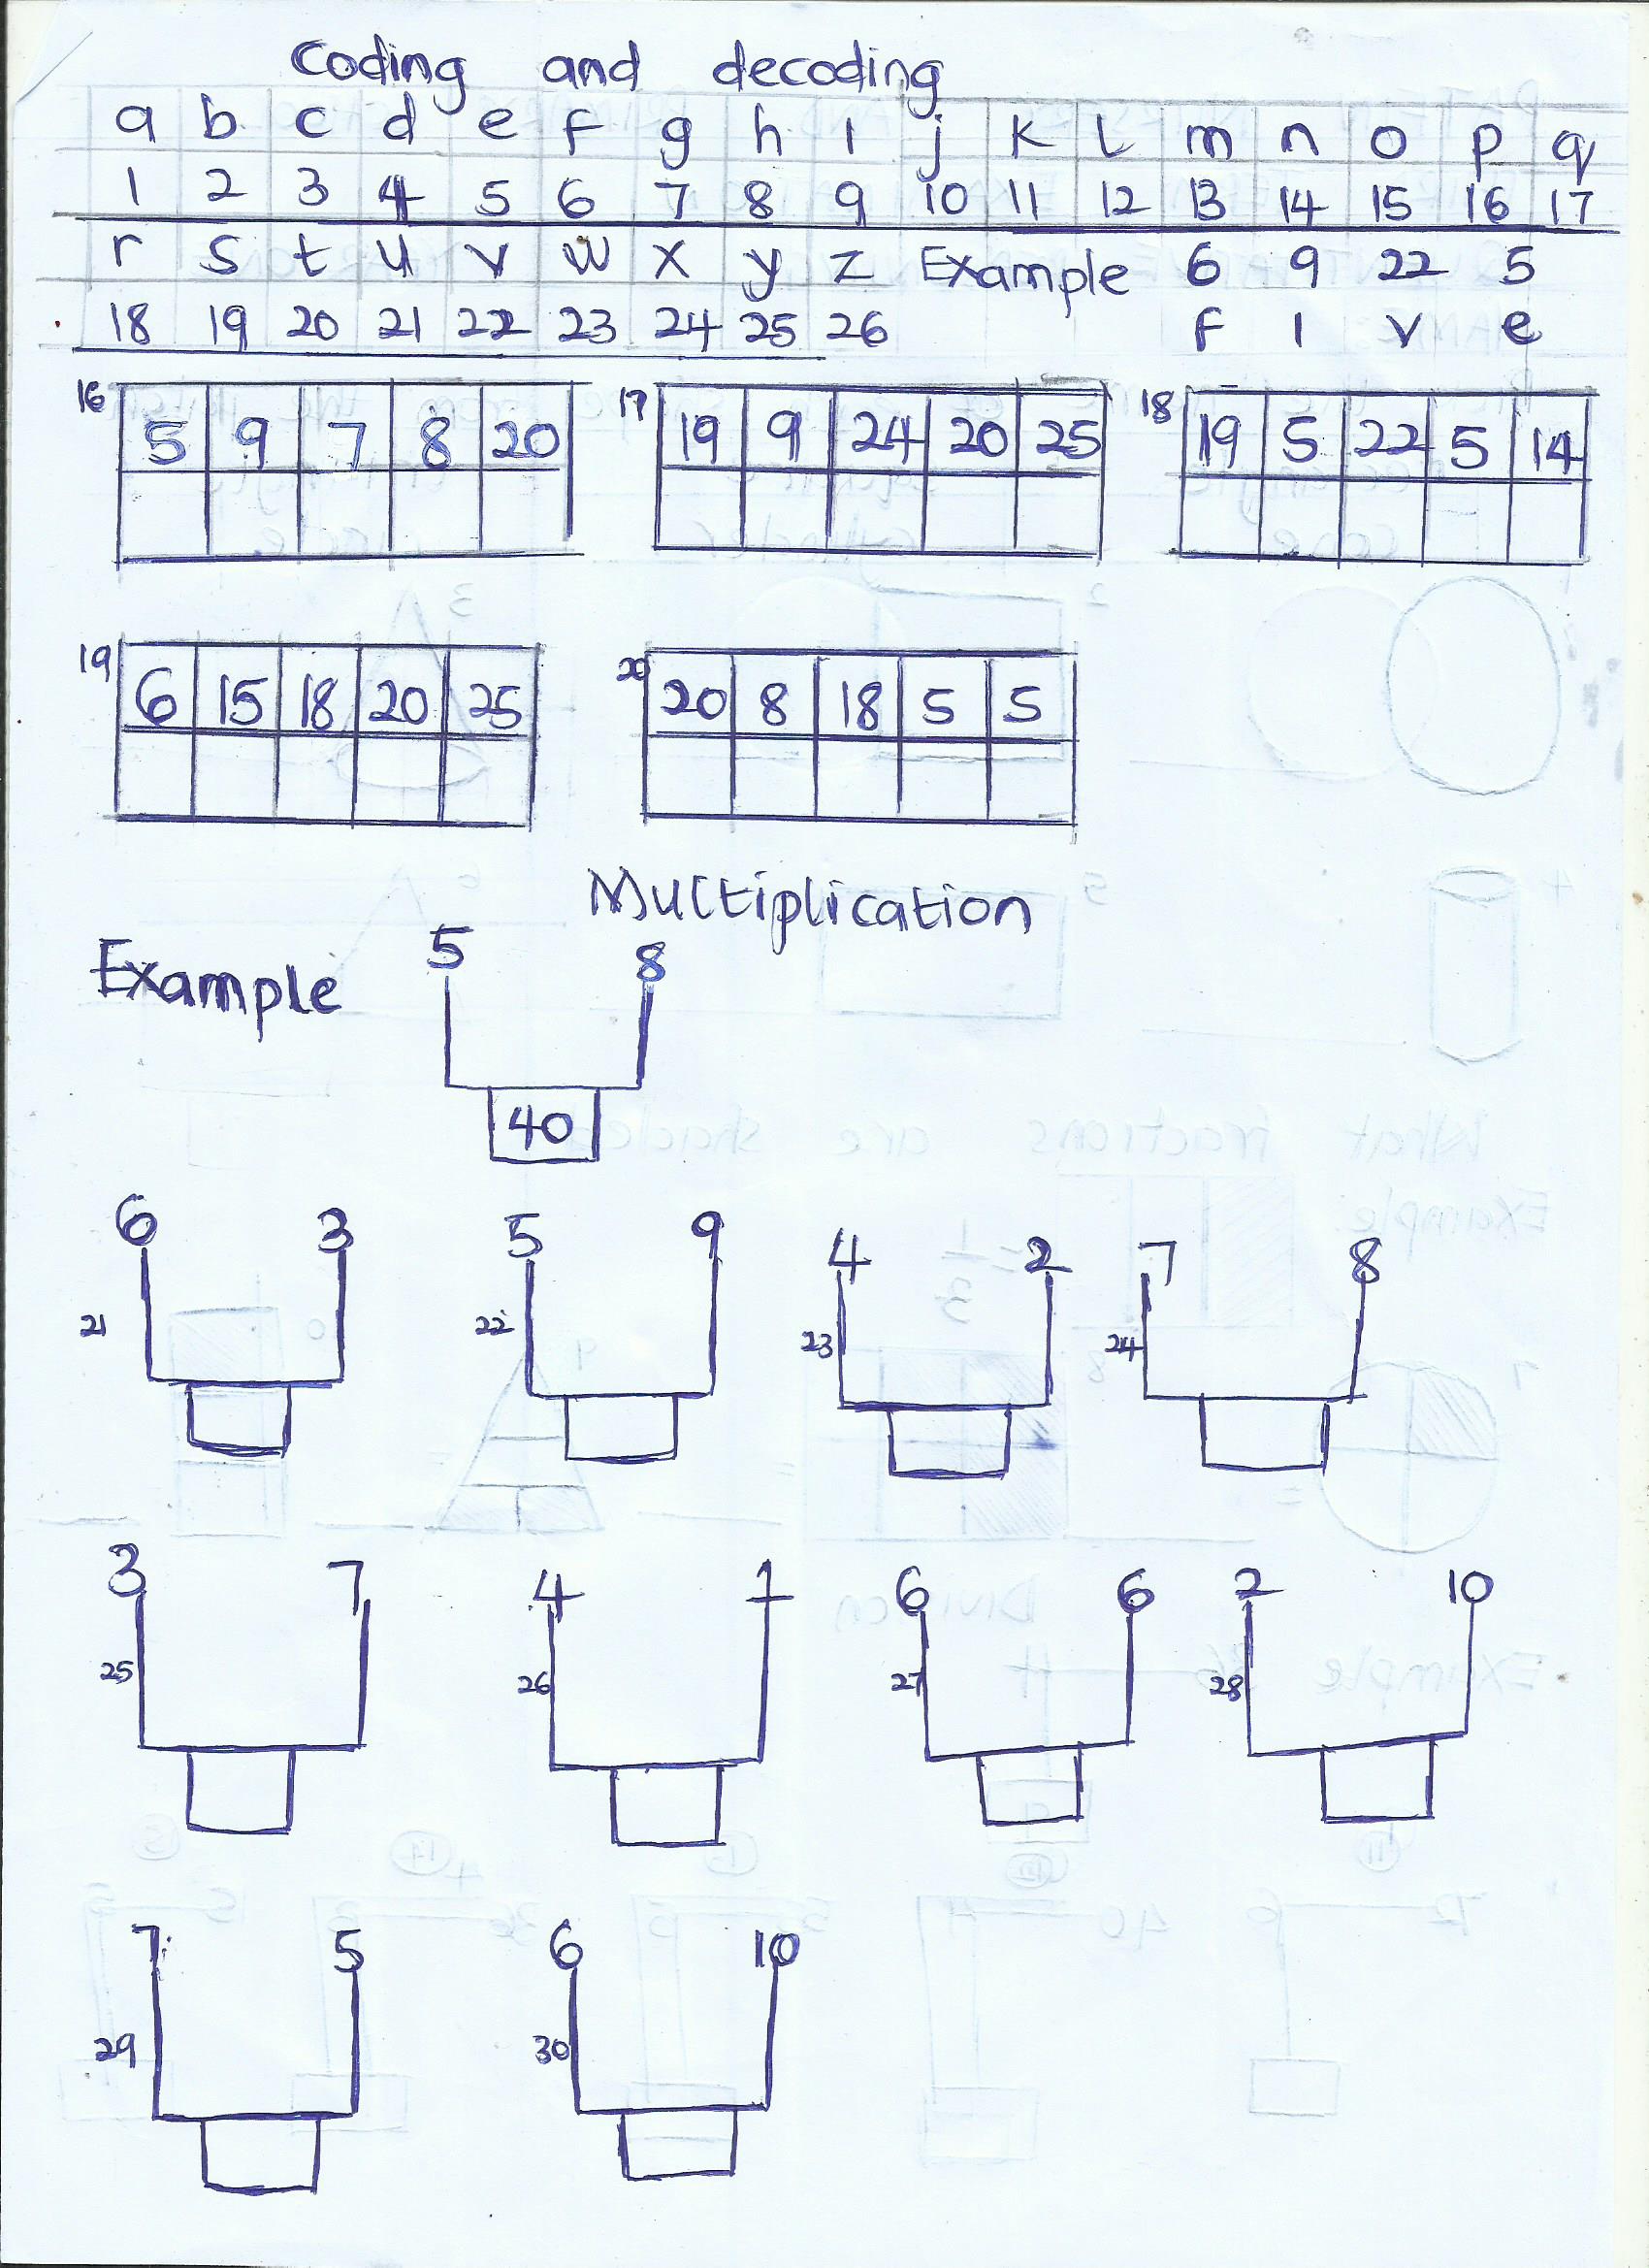 Coding and decoding
a b c d e f g h i j k l m n o p q
1 2 3 4 5 6 7 8 9 10 11 12 13 14 15 16 17
r s t u v w x y z Example 6 9 22 5
18 19 20 21 22 23 24 25 26 f i v e
16 5 9 7 8 20 17 19 9 24 20 25 18 19 5 22 5 14
19 6 15 18 20 25 20 20 8 18 5 5
Multiplication
Example 5 8
40
6 3 5 9 4 2 7 8
21 22 23 24
3 7 4 1 6 6 2 10
25 26 27 28
7 5 6 10
29 30